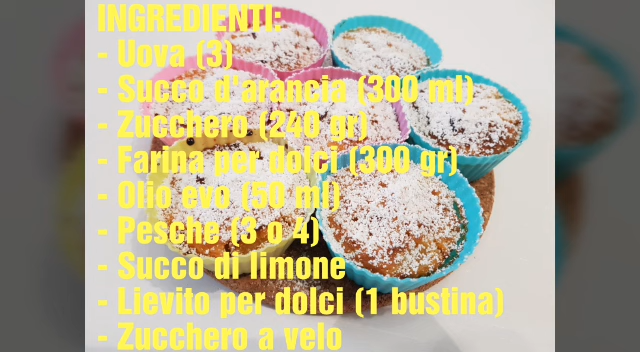 INGREDIENTI:
- Uova (3)
- Succo d'arancia (300 ml)
- Zucchero (240 gr)
- Farina per dolci (300 gr)
- Olio evo (50 ml)
- Pesche (3 o 4)
- Succo di limone
- Lievito per dolci (1 bustina)
- Zucchero a velo